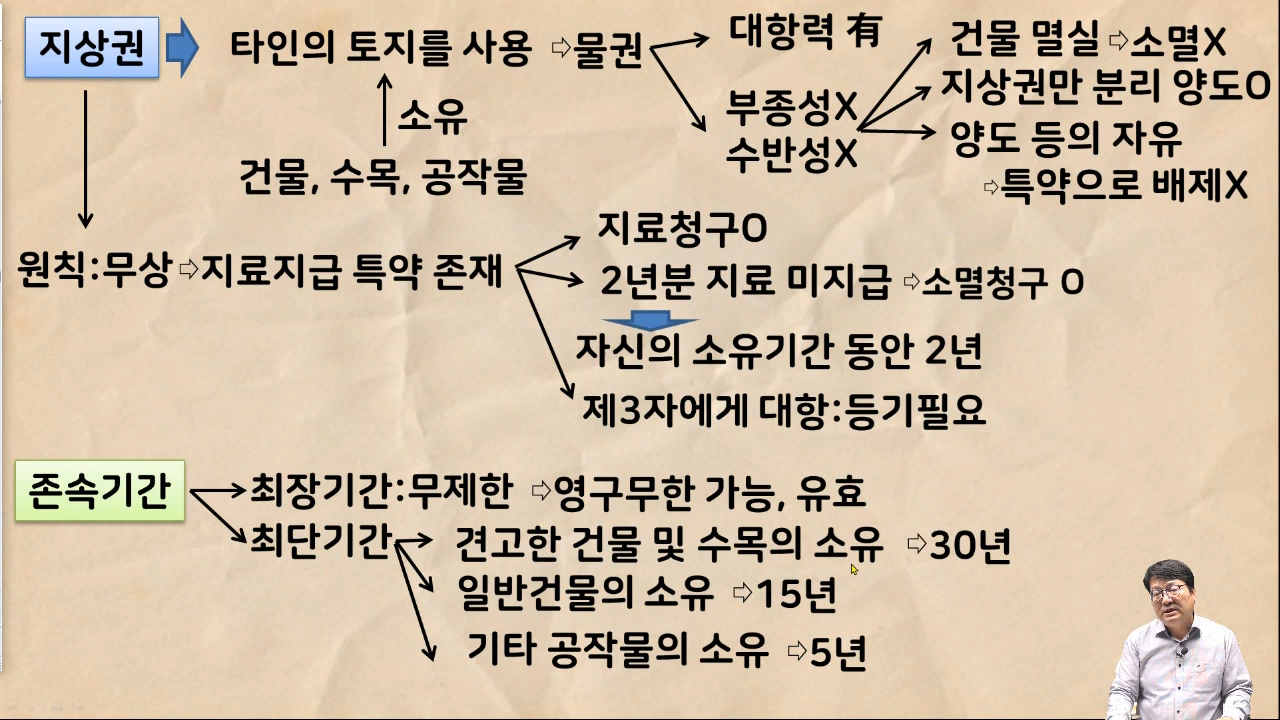 지상권 타인의 토지를 사용 ⇨물권
대항력 有
건물 멸실 ⇨소멸X
지상권만 분리 양도O
부종성X
수반성X
양도 등의 자유
⇨특약으로 배제X
소유
건물, 수목, 공작물
원칙:무상⇨지료지급 특약 존재
지료청구O
2년분 지료 미지급 ⇨소멸청구 O
자신의 소유기간 동안 2년
제3자에게 대항:등기필요
존속기간
최장기간:무제한 ⇨영구무한 가능, 유효
최단기간
견고한 건물 및 수목의 소유 ⇨30년
일반건물의 소유 ⇨15년
기타 공작물의 소유 ⇨5년